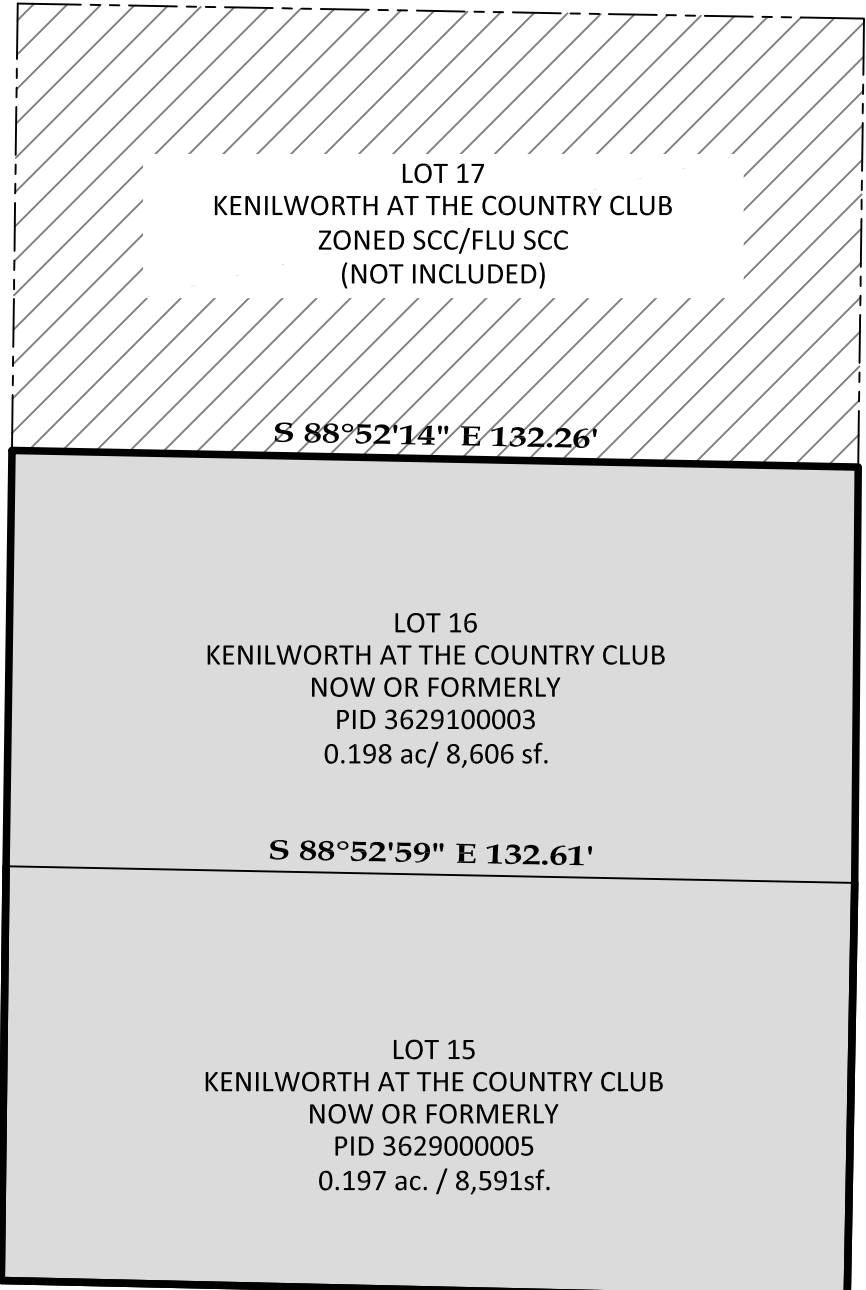 LOT 17
KENILWORTH AT THE COUNTRY CLUB
ZONED SCC/FLU SCC
(NOT INCLUDED)
S 88°52'14" E 132.26'
LOT 16
KENILWORTH AT THE COUNTRY CLUB
NOW OR FORMERLY
PID 3629100003
0.198 ac/ 8,606 sf.
S 88°52'59" E 132.61'
LOT 15
KENILWORTH AT THE COUNTRY CLUB
NOW OR FORMERLY
PID 3629000005
0.197 ac. / 8,591sf.